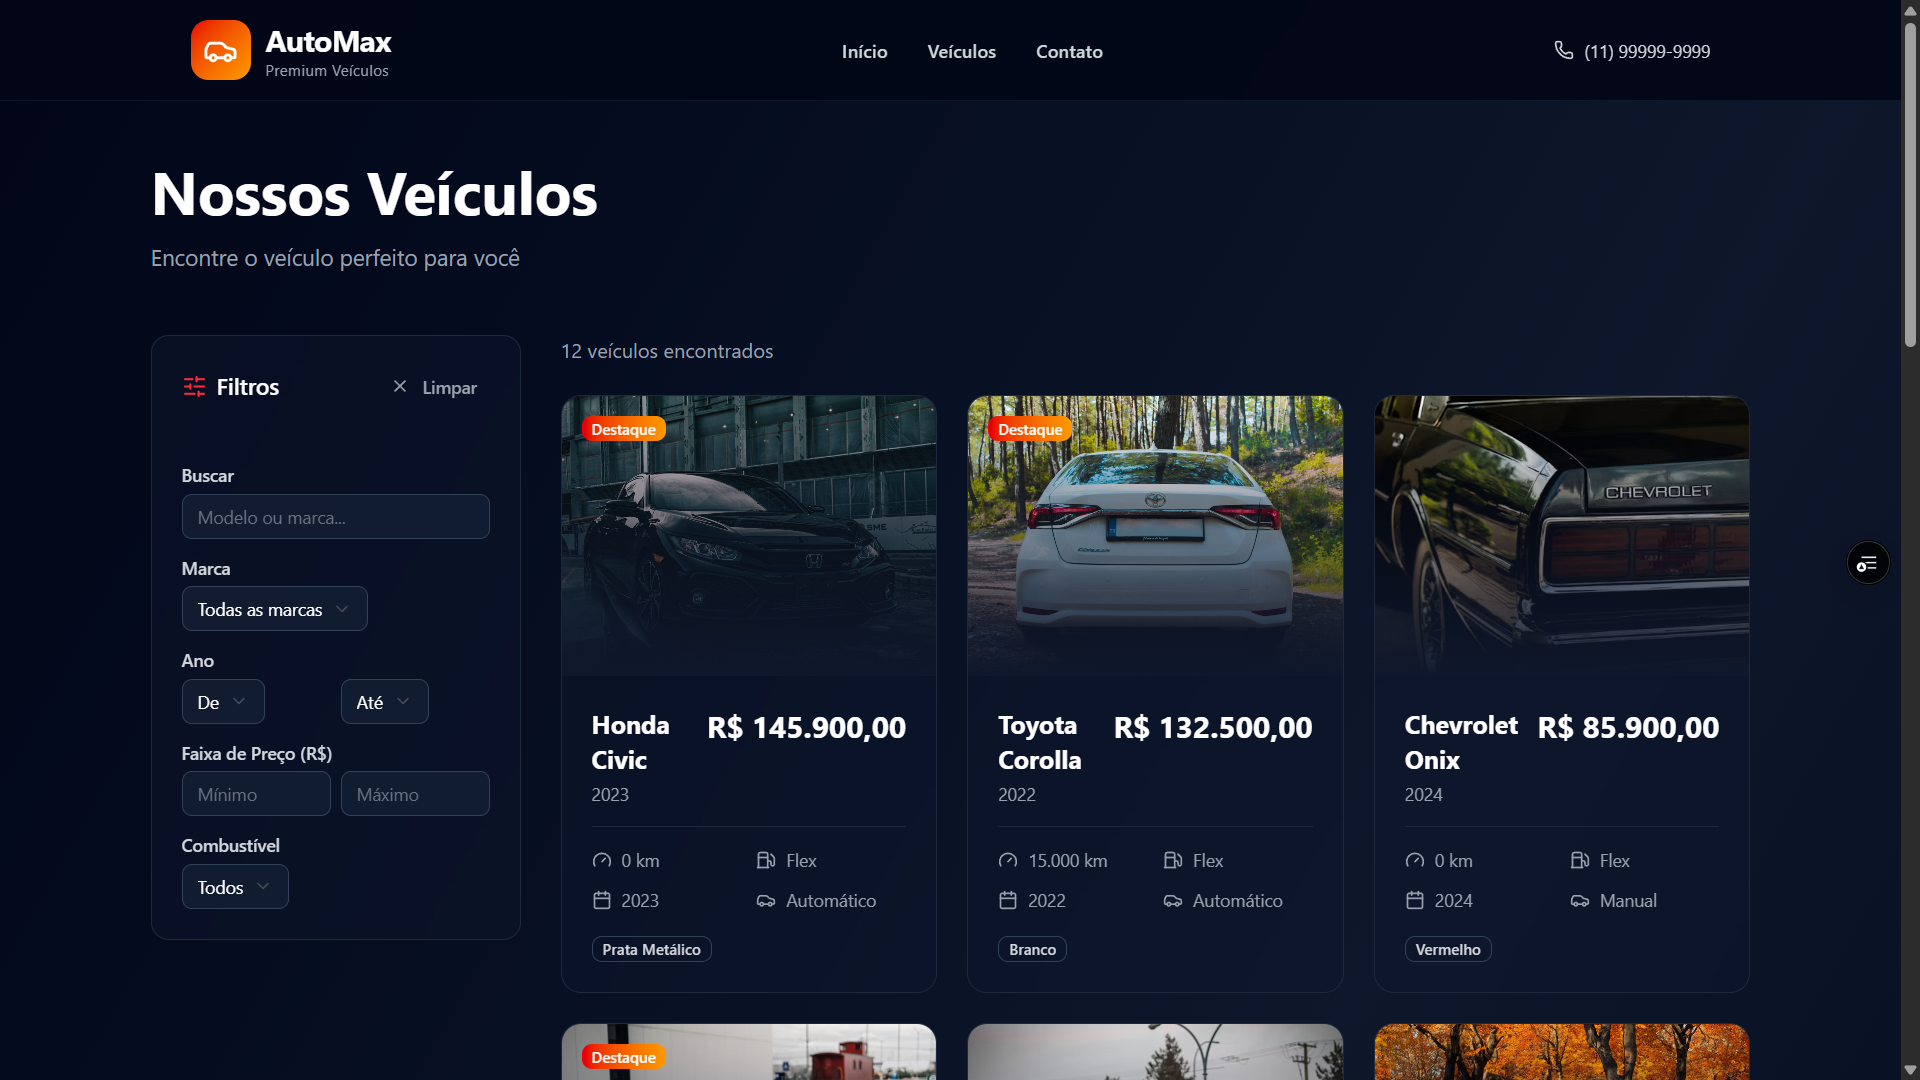 AutoMax
Premium Veículos
Início
Veículos
Contato
(11) 99999-9999
Nossos Veículos
Encontre o veículo perfeito para você
Filtros
Limpar
Buscar
Modelo ou marca...
Marca
Todas as marcas
Ano
De
Até
Faixa de Preço (R$)
Mínimo
Máximo
Combustível
Todos
12 veículos encontrados
Destaque
SME
Honda
Civic
R$ 145.900,00
2023
0 km
Flex
2023
Automático
Prata Metálico
Destaque
COROLLA
Toyota
Corolla
R$ 132.500,00
2022
15.000 km
Flex
2022
Automático
Branco
CHEVROLET
Chevrolet
Onix
R$ 85.900,00
2024
0 km
Flex
2024
Manual
Vermelho
Destaque